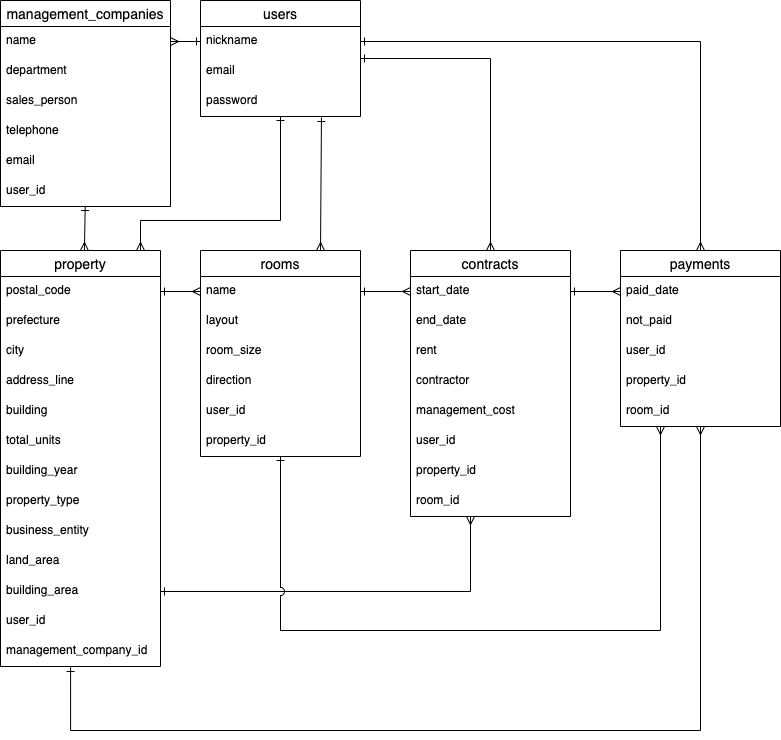 management_companies
name
department
sales_person
telephone
email
user_id
users
nickname
email
password
property
postal_code
prefecture
city
address_line
building
total_units
building_year
property_type
business_entity
land_area
building_area
user_id
management_company_id
rooms
name
layout
room_size
direction
user_id
property_id
contracts
start_date
end_date
rent
contractor
management_cost
user_id
property_id
room_id
payments
paid_date
not_paid
user_id
property_id
room_id